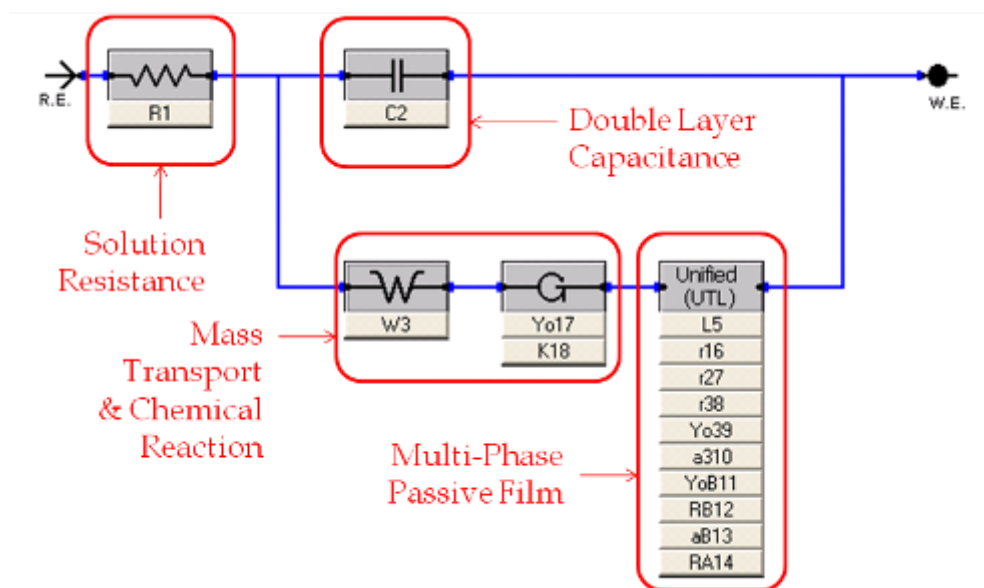 R.E.
R1
C2
W.E.
Double Layer
Capacitance
Solution
Resistance
W3
Yo17
K18
Mass
Transport
& Chemical
Reaction
Unified
(UTL)
L5
r16
r27
r38
Yo39
a310
YoB11
RB12
aB13
RA14
Multi-Phase
Passive Film